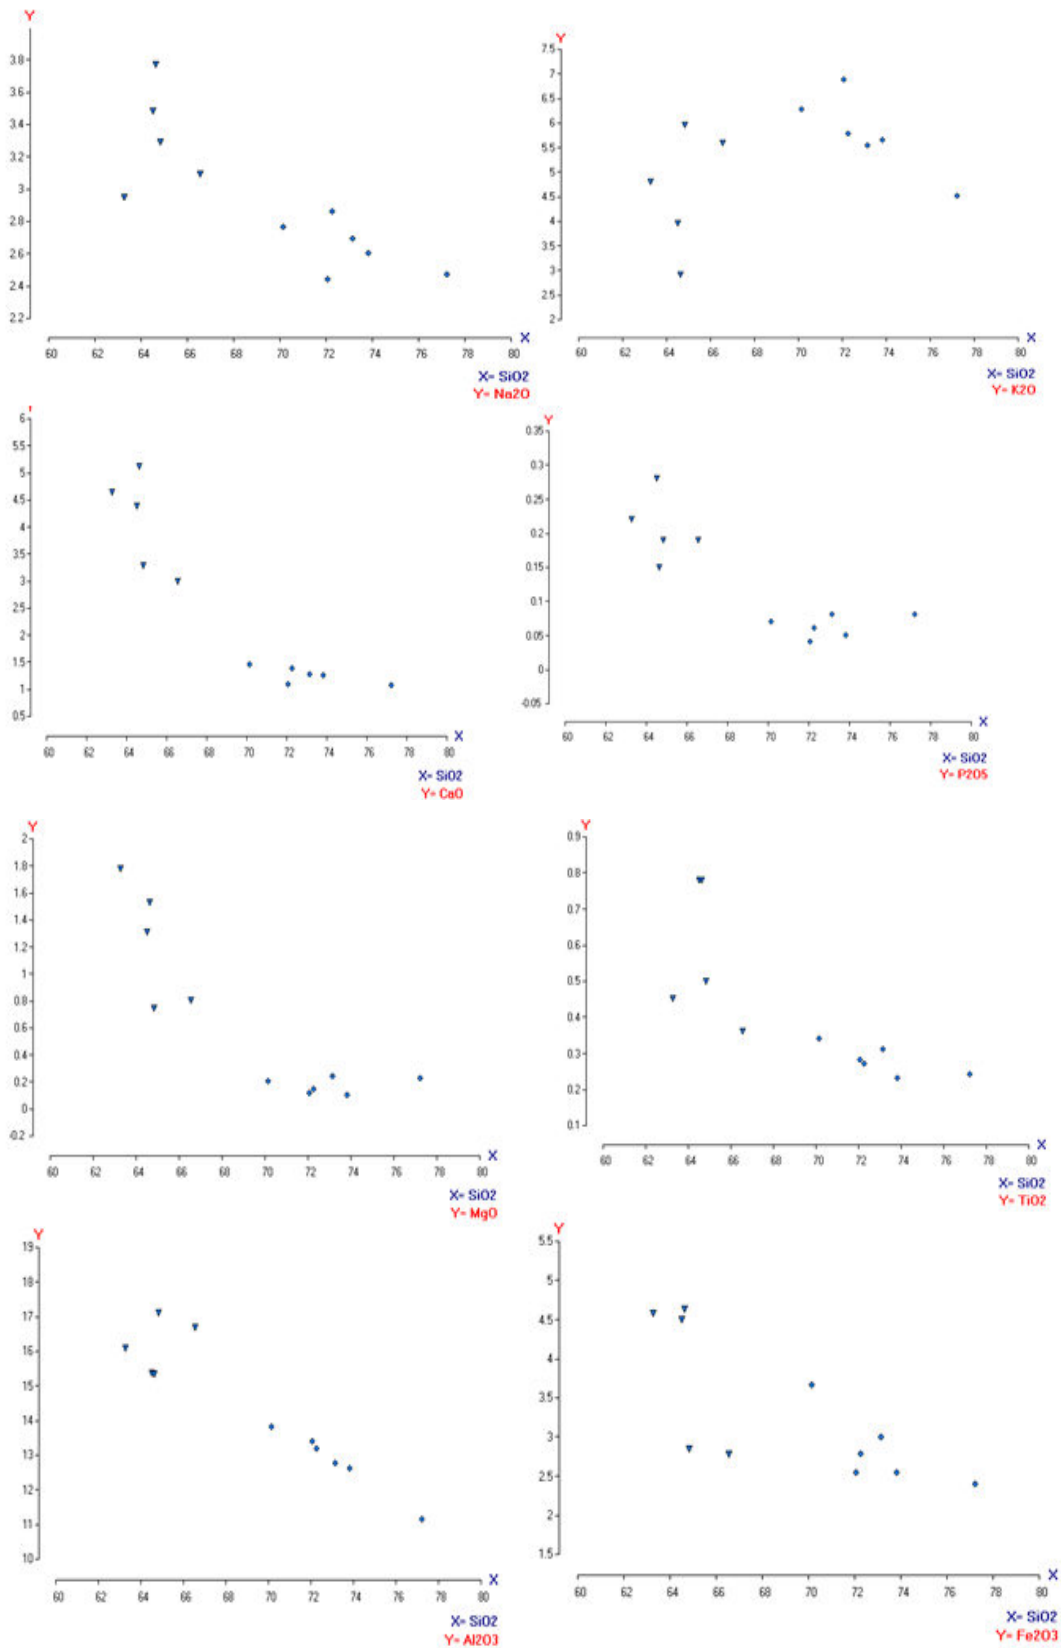 Y
3.8
3.6
3.4
3.2
3
2.8
2.6
2.4
2.2
60 62 64 66 68 70 72 74 76 78 80 X
X= SiO2
Y= Na2O
Y
7.5
7
6.5
6
5.5
5
4.5
4
3.5
3
2.5
2
60 62 64 66 68 70 72 74 76 78 80 X
X= SiO2
Y= K2O
6
5.5
5
4.5
4
3.5
3
2.5
2
1.5
1
0.5
60 62 64 66 68 70 72 74 76 78 80 X
X= SiO2
Y= CaO
Y
0.35
0.3
0.25
0.2
0.15
0.1
0.05
0
-0.05
60 62 64 66 68 70 72 74 76 78 80 X
X= SiO2
Y= P2O5
Y
2
1.8
1.6
1.4
1.2
1
0.8
0.6
0.4
0.2
0
-0.2
60 62 64 66 68 70 72 74 76 78 80 X
X= SiO2
Y= MgO
Y
0.9
0.8
0.7
0.6
0.5
0.4
0.3
0.2
0.1
60 62 64 66 68 70 72 74 76 78 80 X
X= SiO2
Y= TiO2
Y
19
18
17
16
15
14
13
12
11
10
60 62 64 66 68 70 72 74 76 78 80 X
X= SiO2
Y= Al2O3
Y
5.5
5
4.5
4
3.5
3
2.5
2
1.5
60 62 64 66 68 70 72 74 76 78 80 X
X= SiO2
Y= Fe2O3